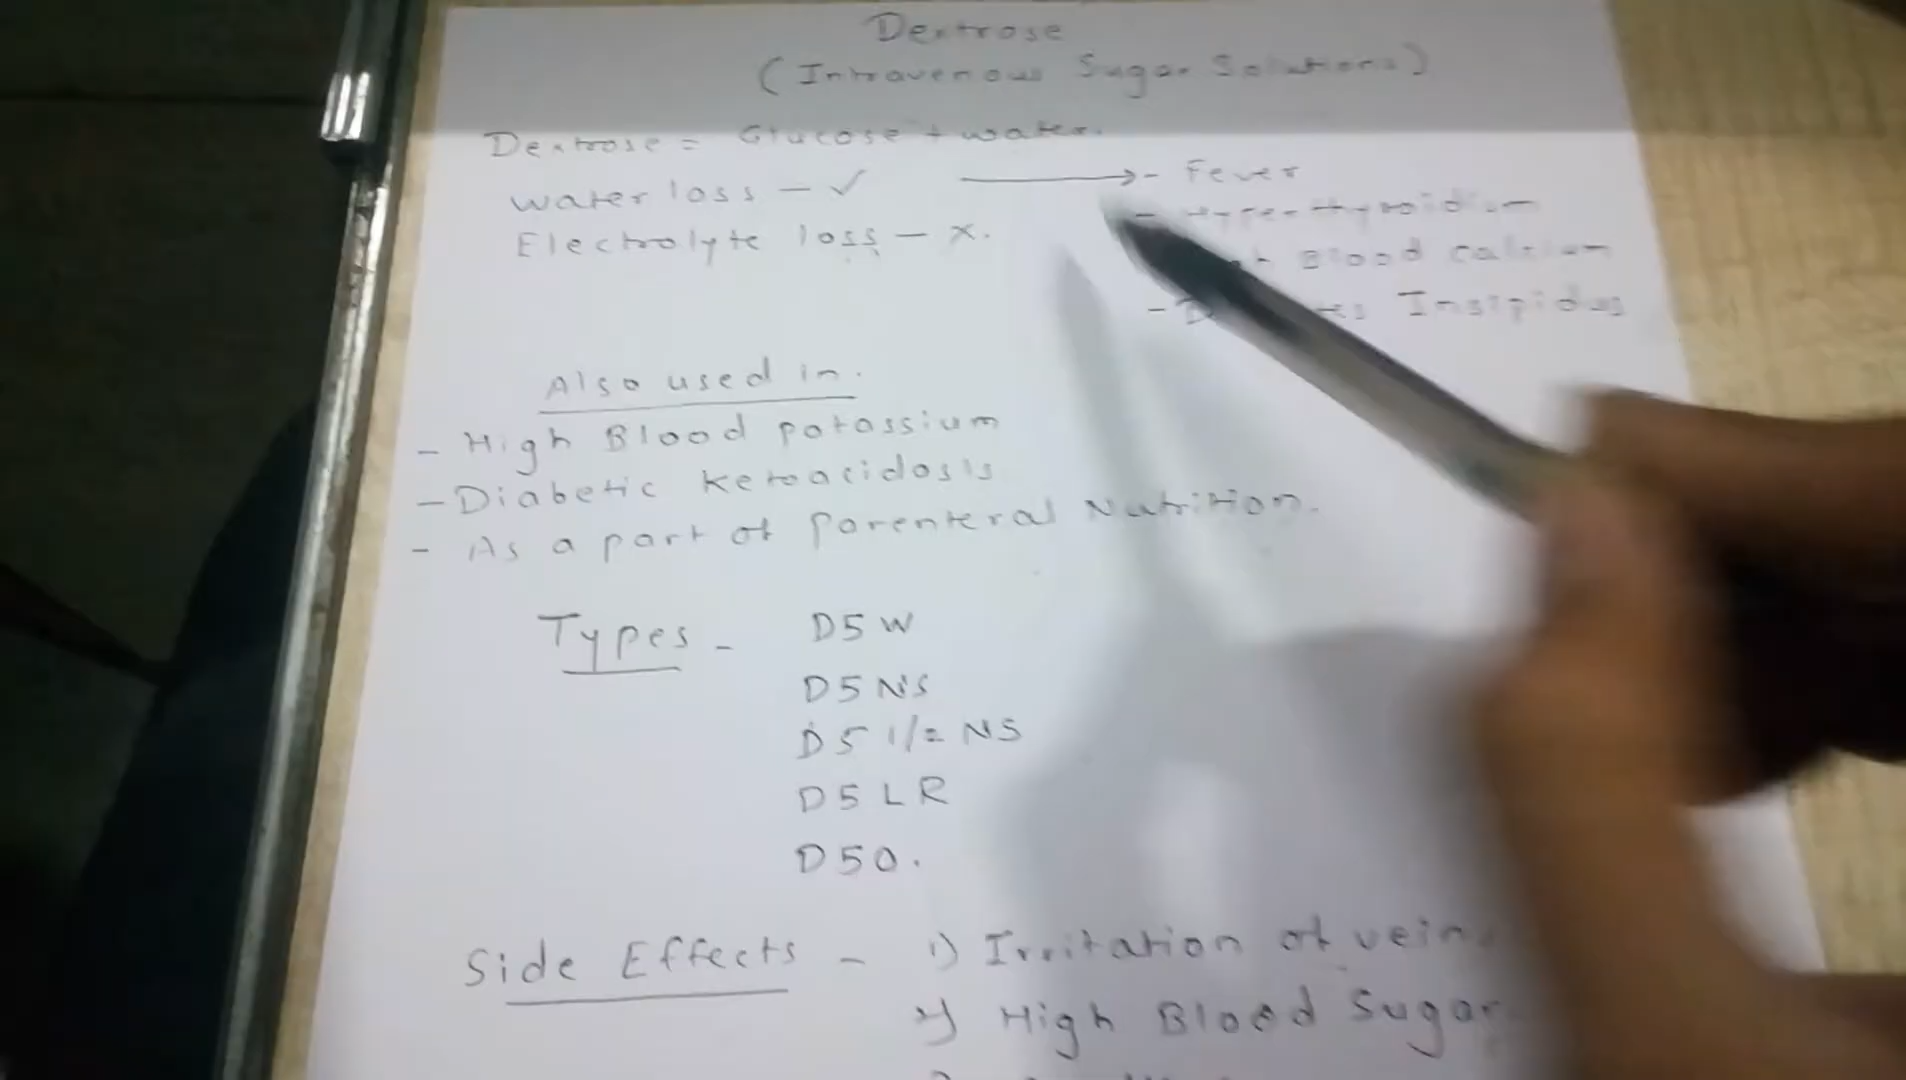 Dextrose
(Intravenous Sugar Solutions)
Dextrose = Glucose + water.
water loss - ✓ → - Fever
Electrolyte loss - x.
- Hyperthyroidium
Blood calcium
- Insipidus
Also used in.
- High Blood potassium
- Diabetic ketoacidosis
- As a part of parenteral Nutrition.
Types - D5W
D5NS
D5 1/2 NS
D5LR
D50.
Side Effects - 1) Irritation of vein.
2) High Blood Sugar